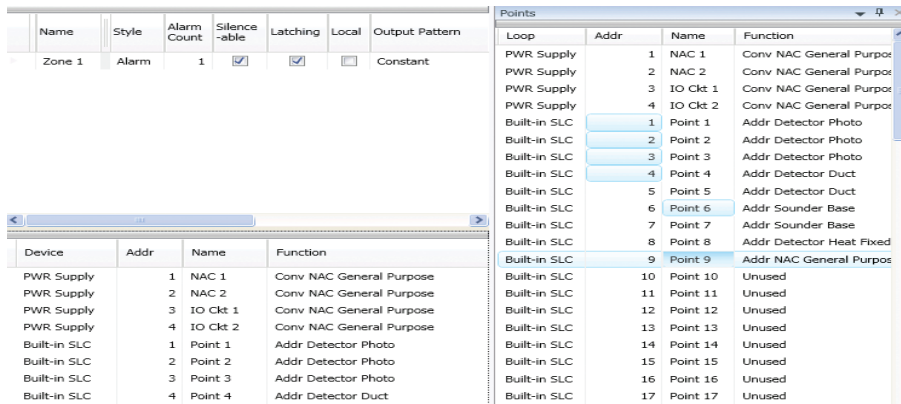 Name Style Alarm Count Silence -able Latching Local Output Pattern
Zone 1 Alarm 1 Constant
Device Addr Name Function
PWR Supply 1 NAC 1 Conv NAC General Purpose
PWR Supply 2 NAC 2 Conv NAC General Purpose
PWR Supply 3 IO Ckt 1 Conv NAC General Purpose
PWR Supply 4 IO Ckt 2 Conv NAC General Purpose
Built-in SLC 1 Point 1 Addr Detector Photo
Built-in SLC 2 Point 2 Addr Detector Photo
Built-in SLC 3 Point 3 Addr Detector Photo
Built-in SLC 4 Point 4 Addr Detector Duct
Points
Loop Addr Name Function
PWR Supply 1 NAC 1 Conv NAC General Purpos
PWR Supply 2 NAC 2 Conv NAC General Purpos
PWR Supply 3 IO Ckt 1 Conv NAC General Purpos
PWR Supply 4 IO Ckt 2 Conv NAC General Purpos
Built-in SLC 1 Point 1 Addr Detector Photo
Built-in SLC 2 Point 2 Addr Detector Photo
Built-in SLC 3 Point 3 Addr Detector Photo
Built-in SLC 4 Point 4 Addr Detector Duct
Built-in SLC 5 Point 5 Addr Detector Duct
Built-in SLC 6 Point 6 Addr Sounder Base
Built-in SLC 7 Point 7 Addr Sounder Base
Built-in SLC 8 Point 8 Addr Detector Heat Fixed
Built-in SLC 9 Point 9 Addr NAC General Purpos
Built-in SLC 10 Point 10 Unused
Built-in SLC 11 Point 11 Unused
Built-in SLC 12 Point 12 Unused
Built-in SLC 13 Point 13 Unused
Built-in SLC 14 Point 14 Unused
Built-in SLC 15 Point 15 Unused
Built-in SLC 16 Point 16 Unused
Built-in SLC 17 Point 17 Unused